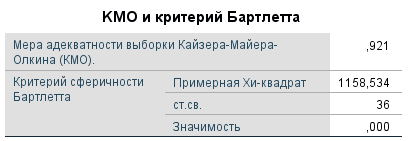 KMO и критерий Бартлетта
Мера адекватности выборки Кайзера-Майера-
Олкина (КМО). ,921
Критерий сферичности Примерная Хи-квадрат 1158,534
Бартлетта ст.св. 36
Значимость ,000